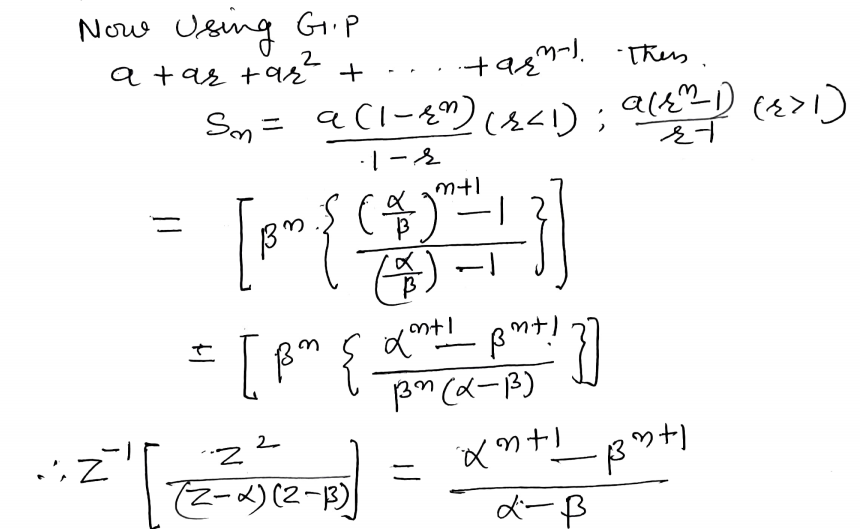 Now Using G.P
a + ar + ar² + . . . . + arⁿ⁻¹. Then.
Sₙ = a(1-rⁿ)/(1-r) (r<1) ; a(rⁿ-1)/(r-1) (r>1)
= [βⁿ.{((α/β)ⁿ⁺¹ - 1)/((α/β) - 1)}]
= [βⁿ {(αⁿ⁺¹ - βⁿ⁺¹)/(βⁿ(α-β))}]
∴ Z⁻¹[z²/((z-α)(z-β))] = (αⁿ⁺¹ - βⁿ⁺¹)/(α-β)